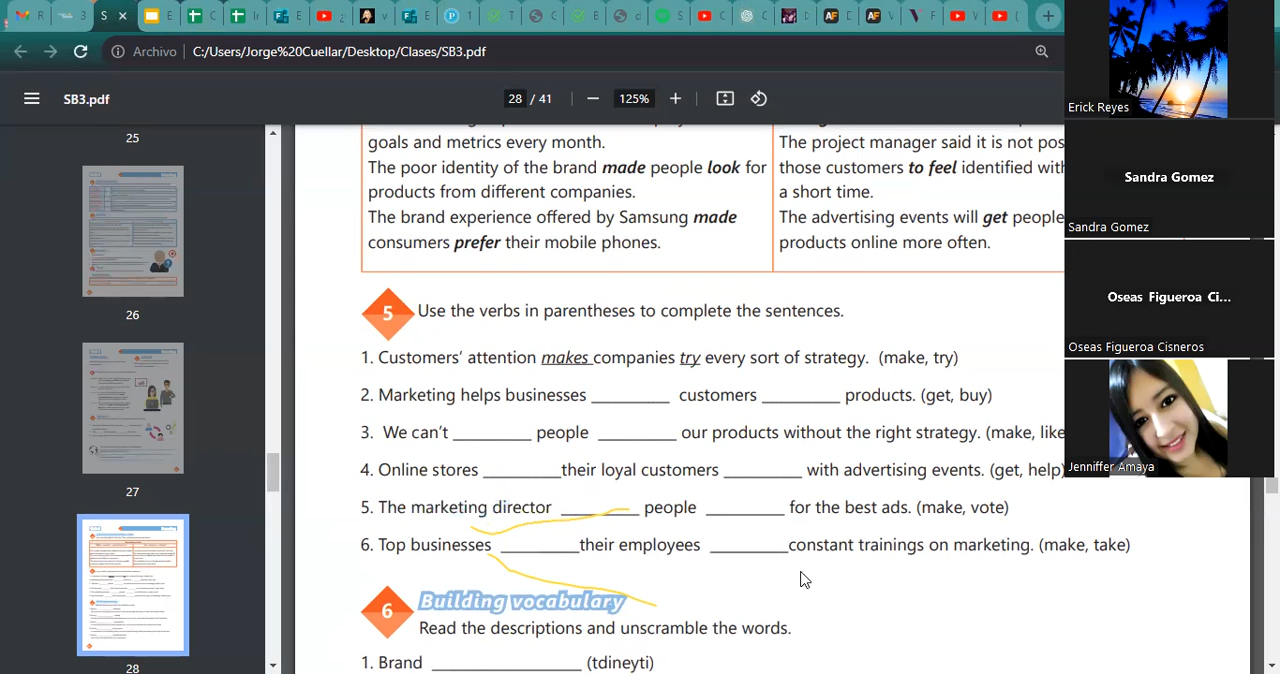 Archivo C:/Users/Jorge%20Cuellar/Desktop/Clases/SB3.pdf
SB3.pdf
28 / 41
125%
25
26
27
28
goals and metrics every month.
The poor identity of the brand made people look for
products from different companies.
The brand experience offered by Samsung made
consumers prefer their mobile phones.
The project manager said it is not pos
those customers to feel identified with
a short time.
The advertising events will get people
products online more often.
5 Use the verbs in parentheses to complete the sentences.
1. Customers' attention makes companies try every sort of strategy. (make, try)
2. Marketing helps businesses _________ customers _________ products. (get, buy)
3. We can't _________ people _________ our products without the right strategy. (make, like
4. Online stores _________their loyal customers _________ with advertising events. (get, help)
5. The marketing director _________ people _________ for the best ads. (make, vote)
6. Top businesses _________their employees _________constant trainings on marketing. (make, take)
6 Building vocabulary
Read the descriptions and unscramble the words.
1. Brand _________________ (tdineyti)
Erick Reyes
Sandra Gomez
Sandra Gomez
Oseas Figueroa Ci...
Oseas Figueroa Cisneros
Jenniffer Amaya